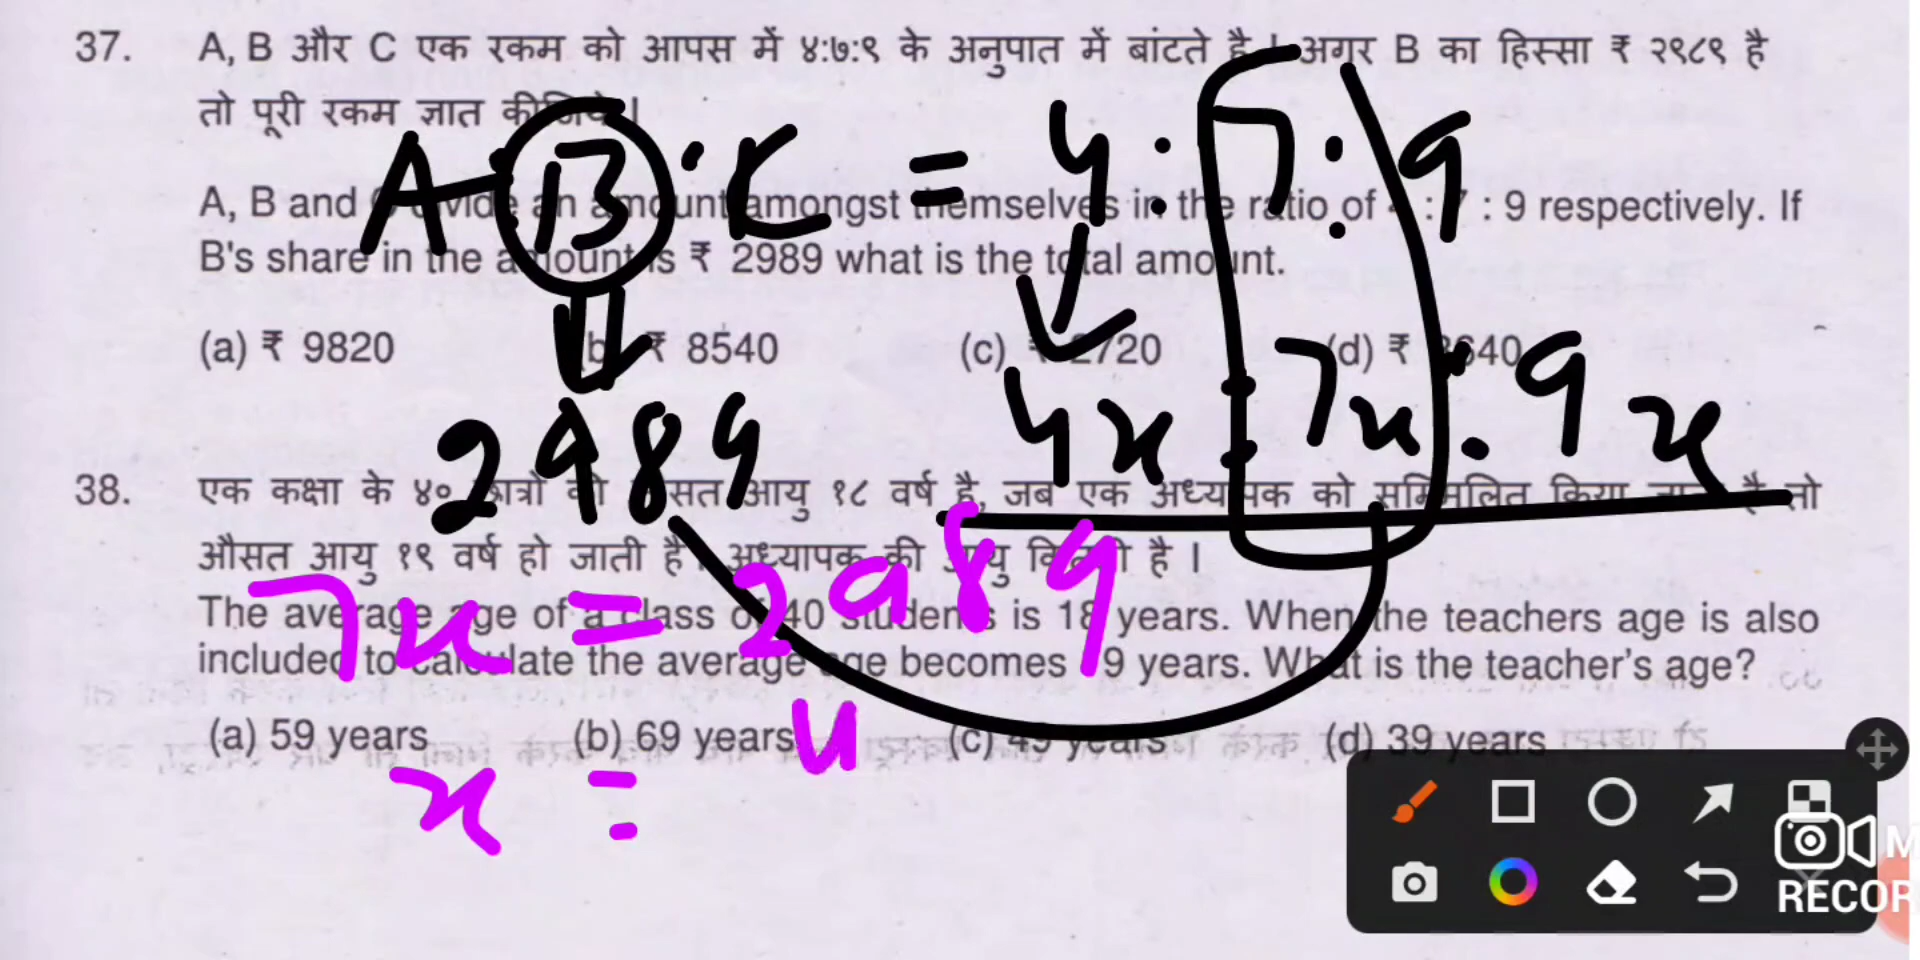 37. A, B और C एक रकम को आपस में ४:७:९ के अनुपात में बांटते है । अगर B का हिस्सा ₹ २९८९ है
तो पूरी रकम ज्ञात कीजिये ।
A B : C = 4 : 7 : 9
A, B and C divide an amount amongst themselves in the ratio of 4 : 7 : 9 respectively. If
B's share in the amount is ₹ 2989 what is the total amount.
(a) ₹ 9820 (b) ₹ 8540 (c) ₹ 2720 (d) ₹ 3640
2989 4x : 7x : 9x
38. एक कक्षा के ४० छात्रों की औसत आयु १८ वर्ष है, जब एक अध्यापक को सम्मिलित किया जाता है तो
औसत आयु १९ वर्ष हो जाती है । अध्यापक की आयु कितनी है ।
7x = 2989
The average age of a class of 40 students is 18 years. When the teachers age is also
included to calculate the average age becomes 19 years. What is the teacher's age?
(a) 59 years (b) 69 years (c) 49 years (d) 39 years
x = 4
RECOR